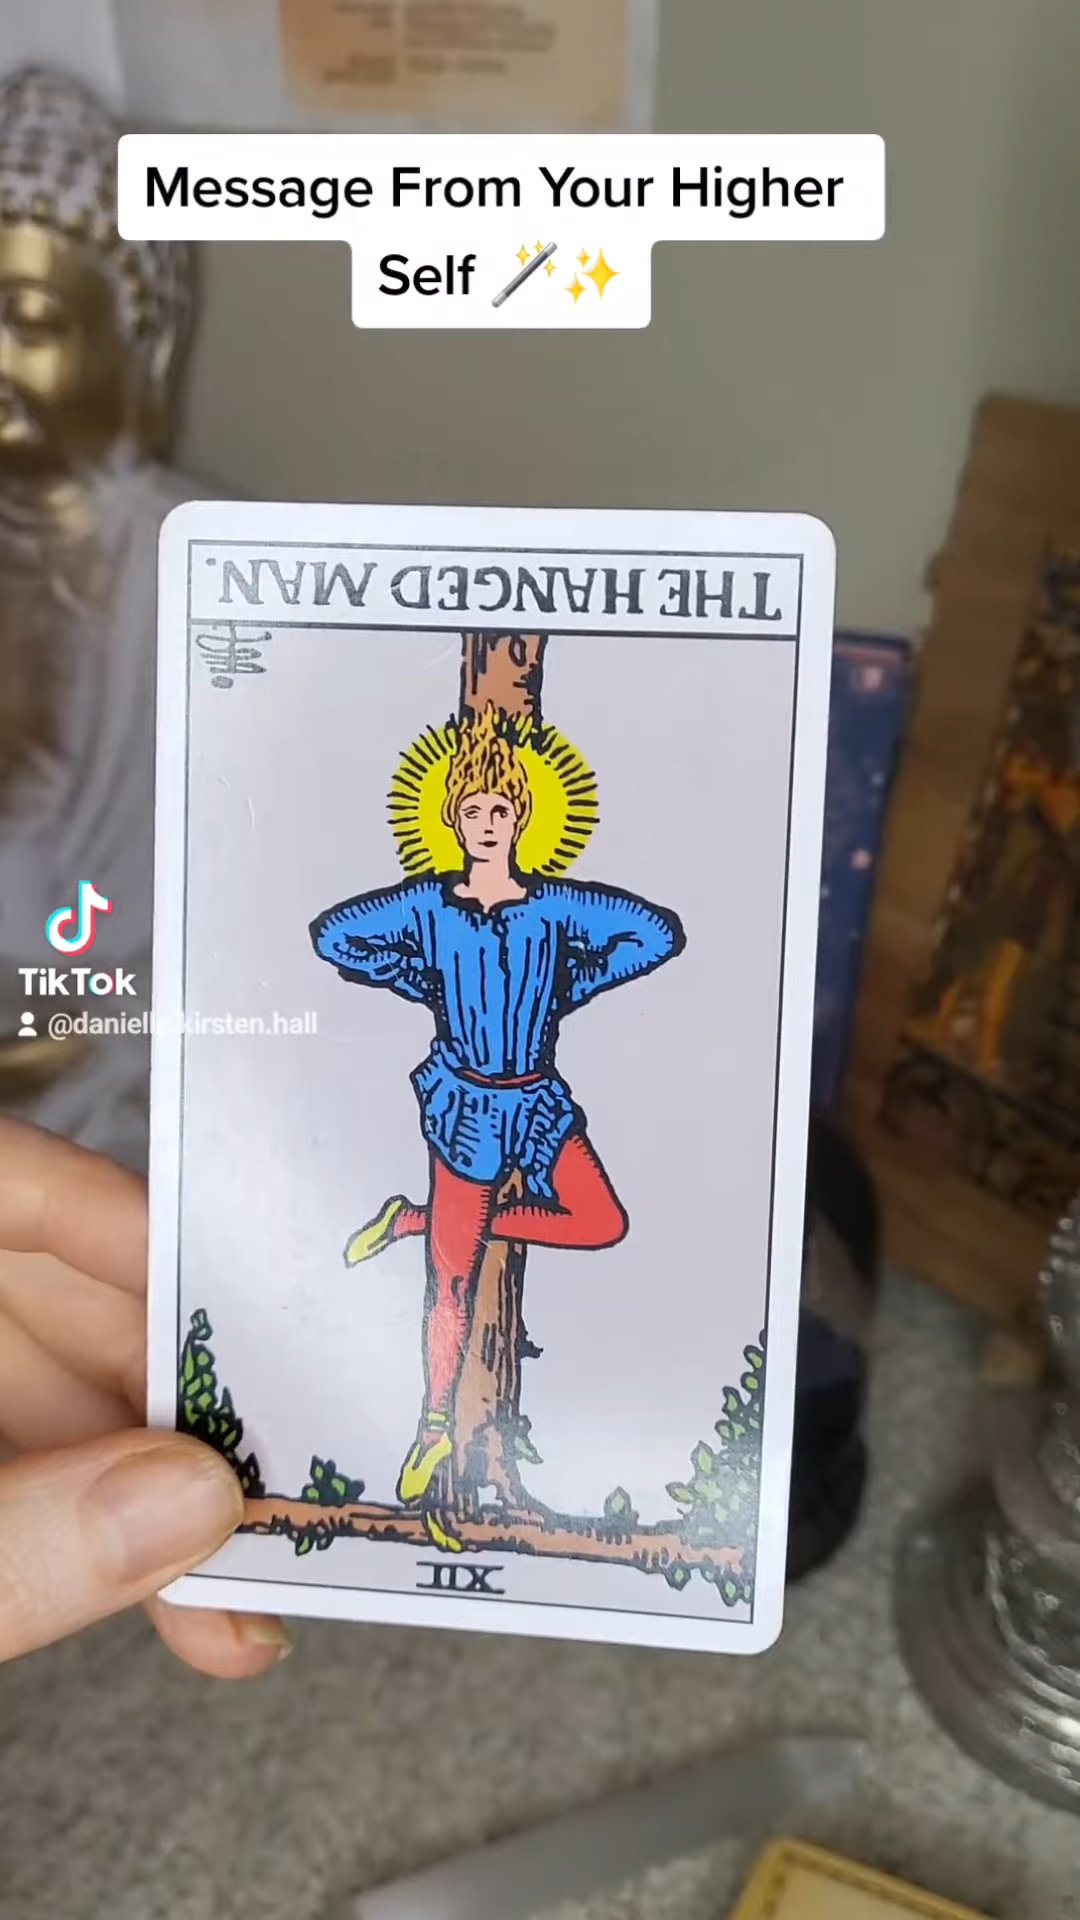 Message From Your Higher
Self
THE HANGED MAN.
TikTok
@danielle.kirsten.hall
XII